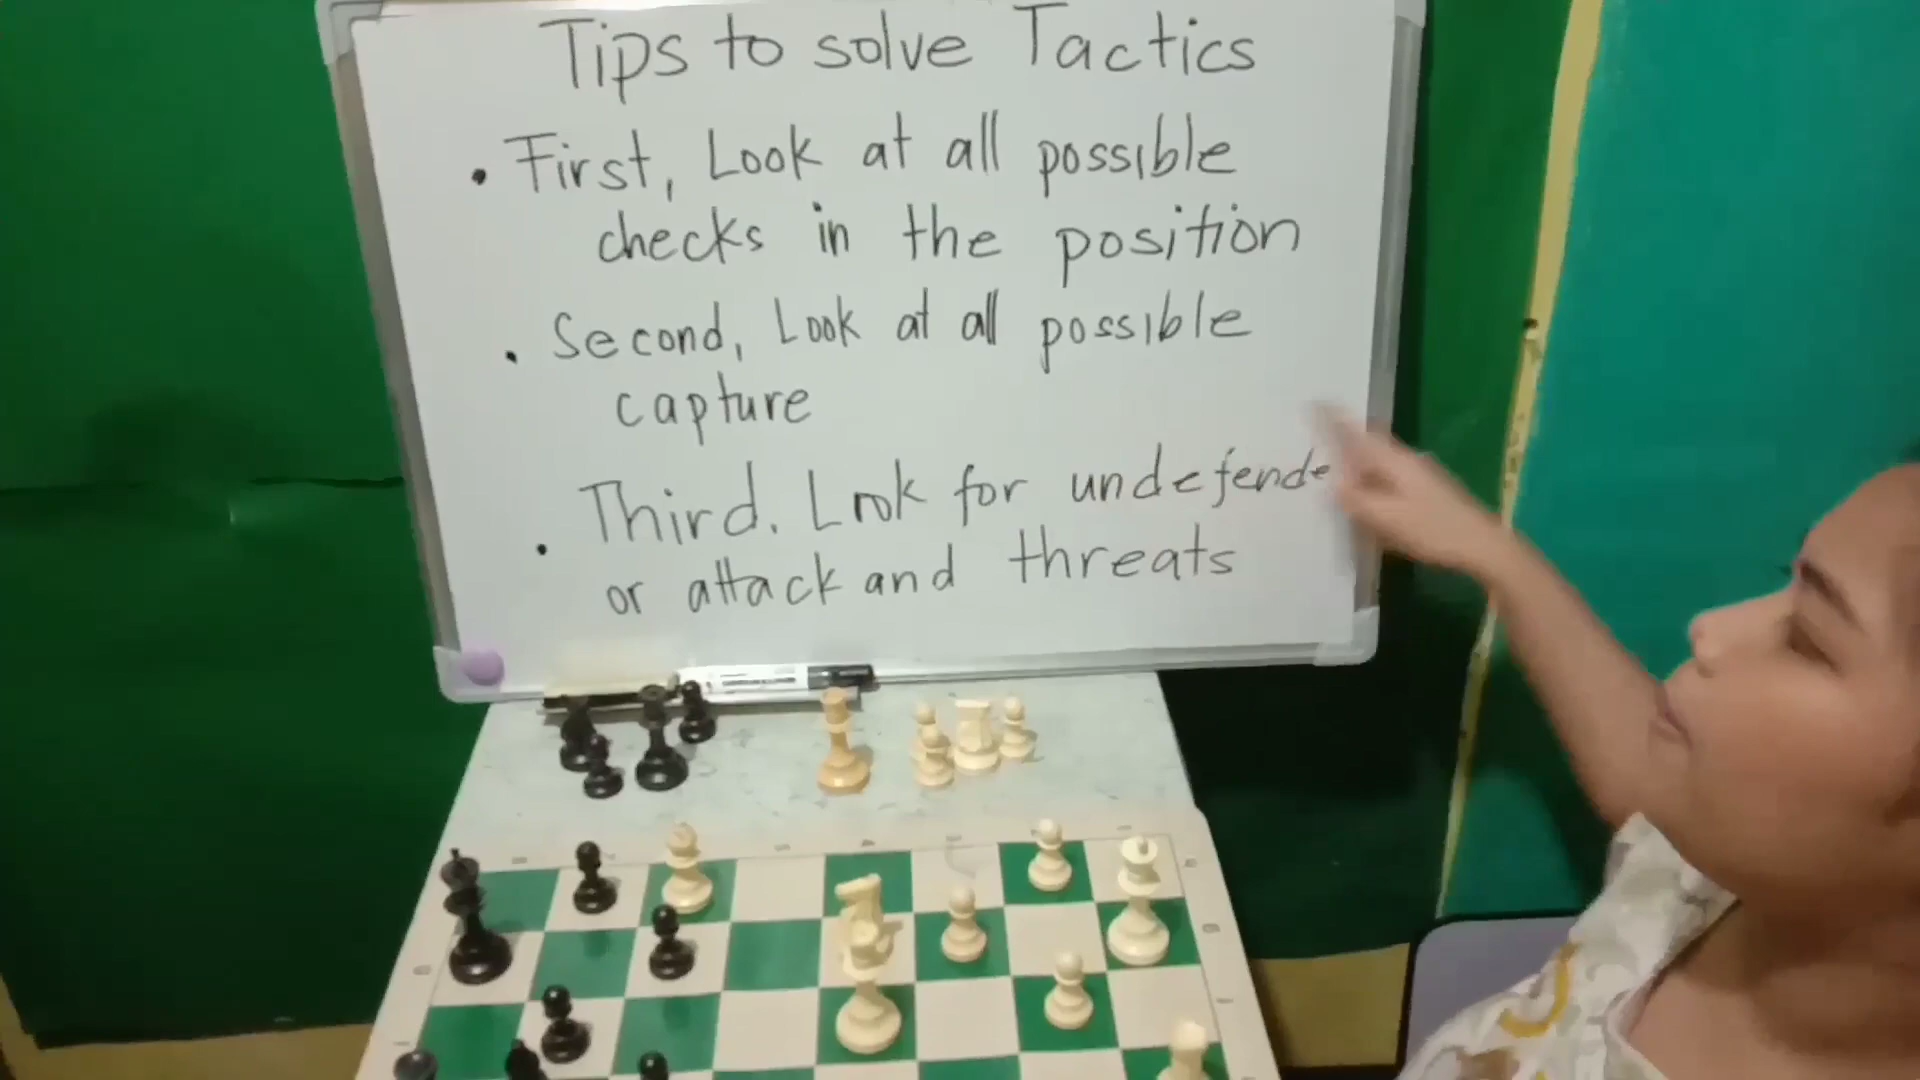 Tips to solve Tactics
• First, Look at all possible
checks in the position
• Second, Look at all possible
capture
• Third. Look for undefende
or attack and threats